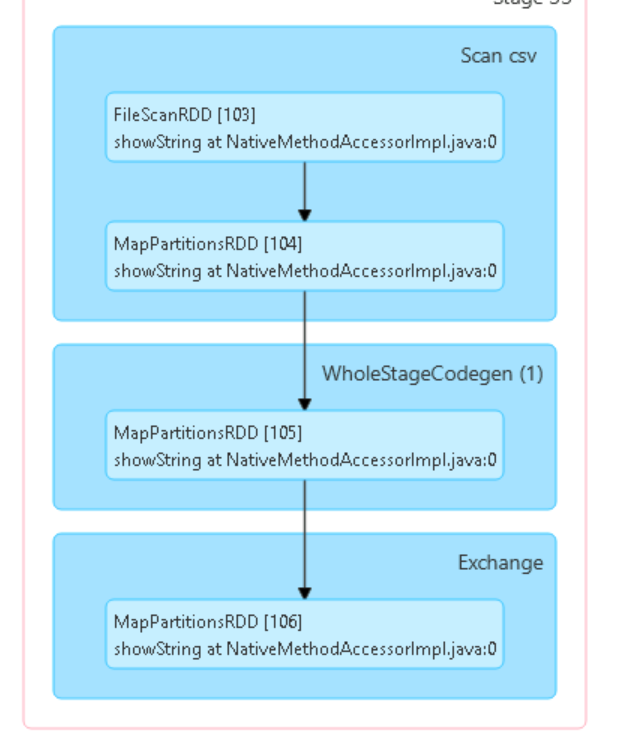 Scan csv
FileScanRDD [103]
showString at NativeMethodAccessorImpl.java:0
MapPartitionsRDD [104]
showString at NativeMethodAccessorImpl.java:0
WholeStageCodegen (1)
MapPartitionsRDD [105]
showString at NativeMethodAccessorImpl.java:0
Exchange
MapPartitionsRDD [106]
showString at NativeMethodAccessorImpl.java:0